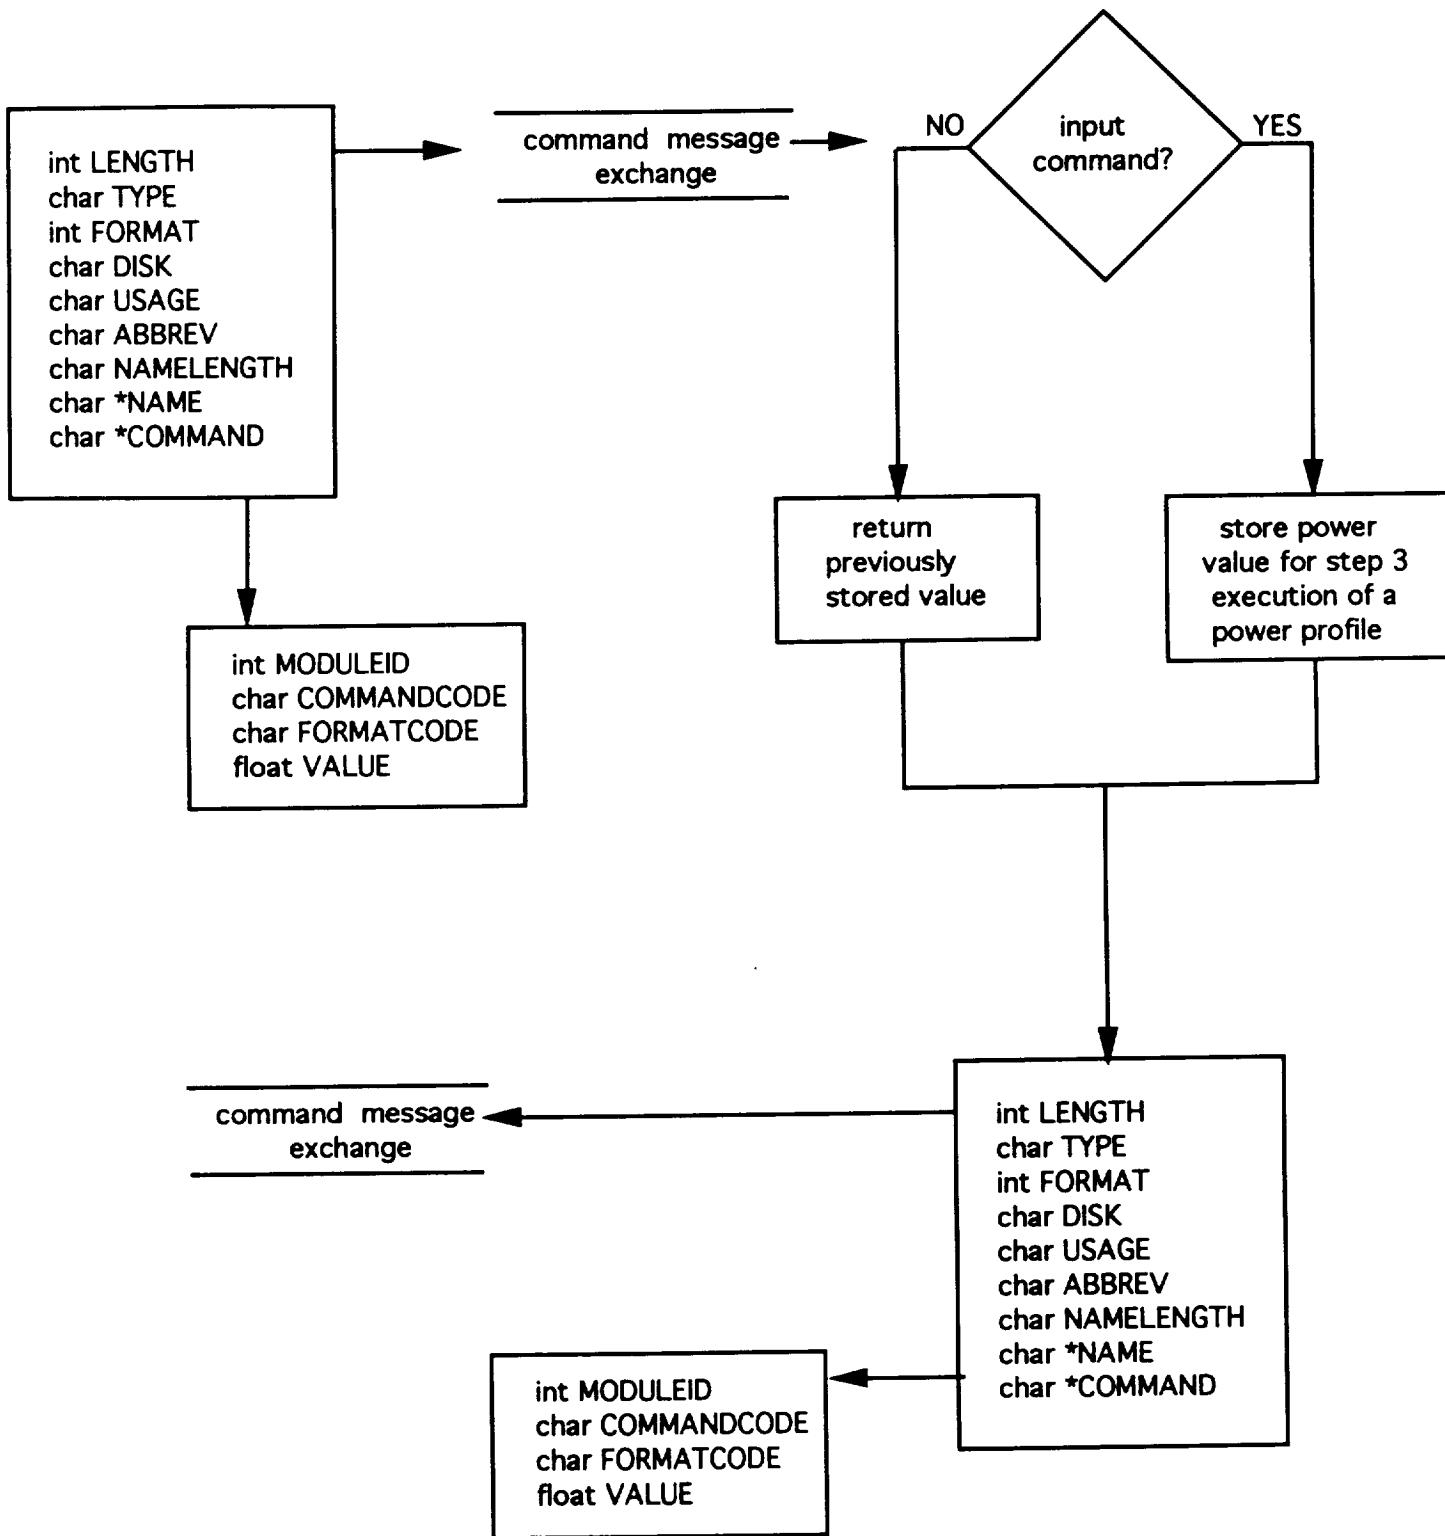 int LENGTH
char TYPE
int FORMAT
char DISK
char USAGE
char ABBREV
char NAMELENGTH
char *NAME
char *COMMAND
command message
exchange
NO
input
command?
YES
return
previously
stored value
store power
value for step 3
execution of a
power profile
int MODULEID
char COMMANDCODE
char FORMATCODE
float VALUE
command message
exchange
int LENGTH
char TYPE
int FORMAT
char DISK
char USAGE
char ABBREV
char NAMELENGTH
char *NAME
char *COMMAND
int MODULEID
char COMMANDCODE
char FORMATCODE
float VALUE